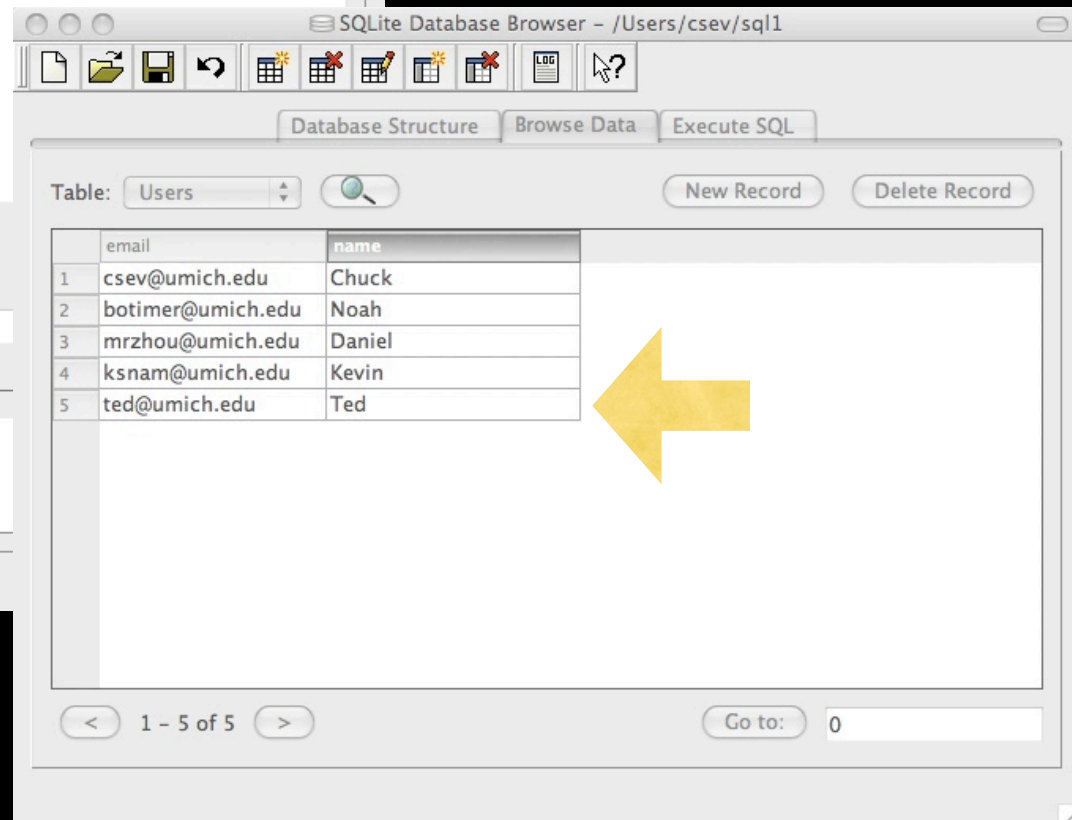 SQLite Database Browser – /Users/csev/sql1
LOG ?
Database Structure Browse Data Execute SQL
Table: Users New Record Delete Record
email name
1 csev@umich.edu Chuck
2 botimer@umich.edu Noah
3 mrzhou@umich.edu Daniel
4 ksnam@umich.edu Kevin
5 ted@umich.edu Ted
< 1 – 5 of 5 > Go to: 0